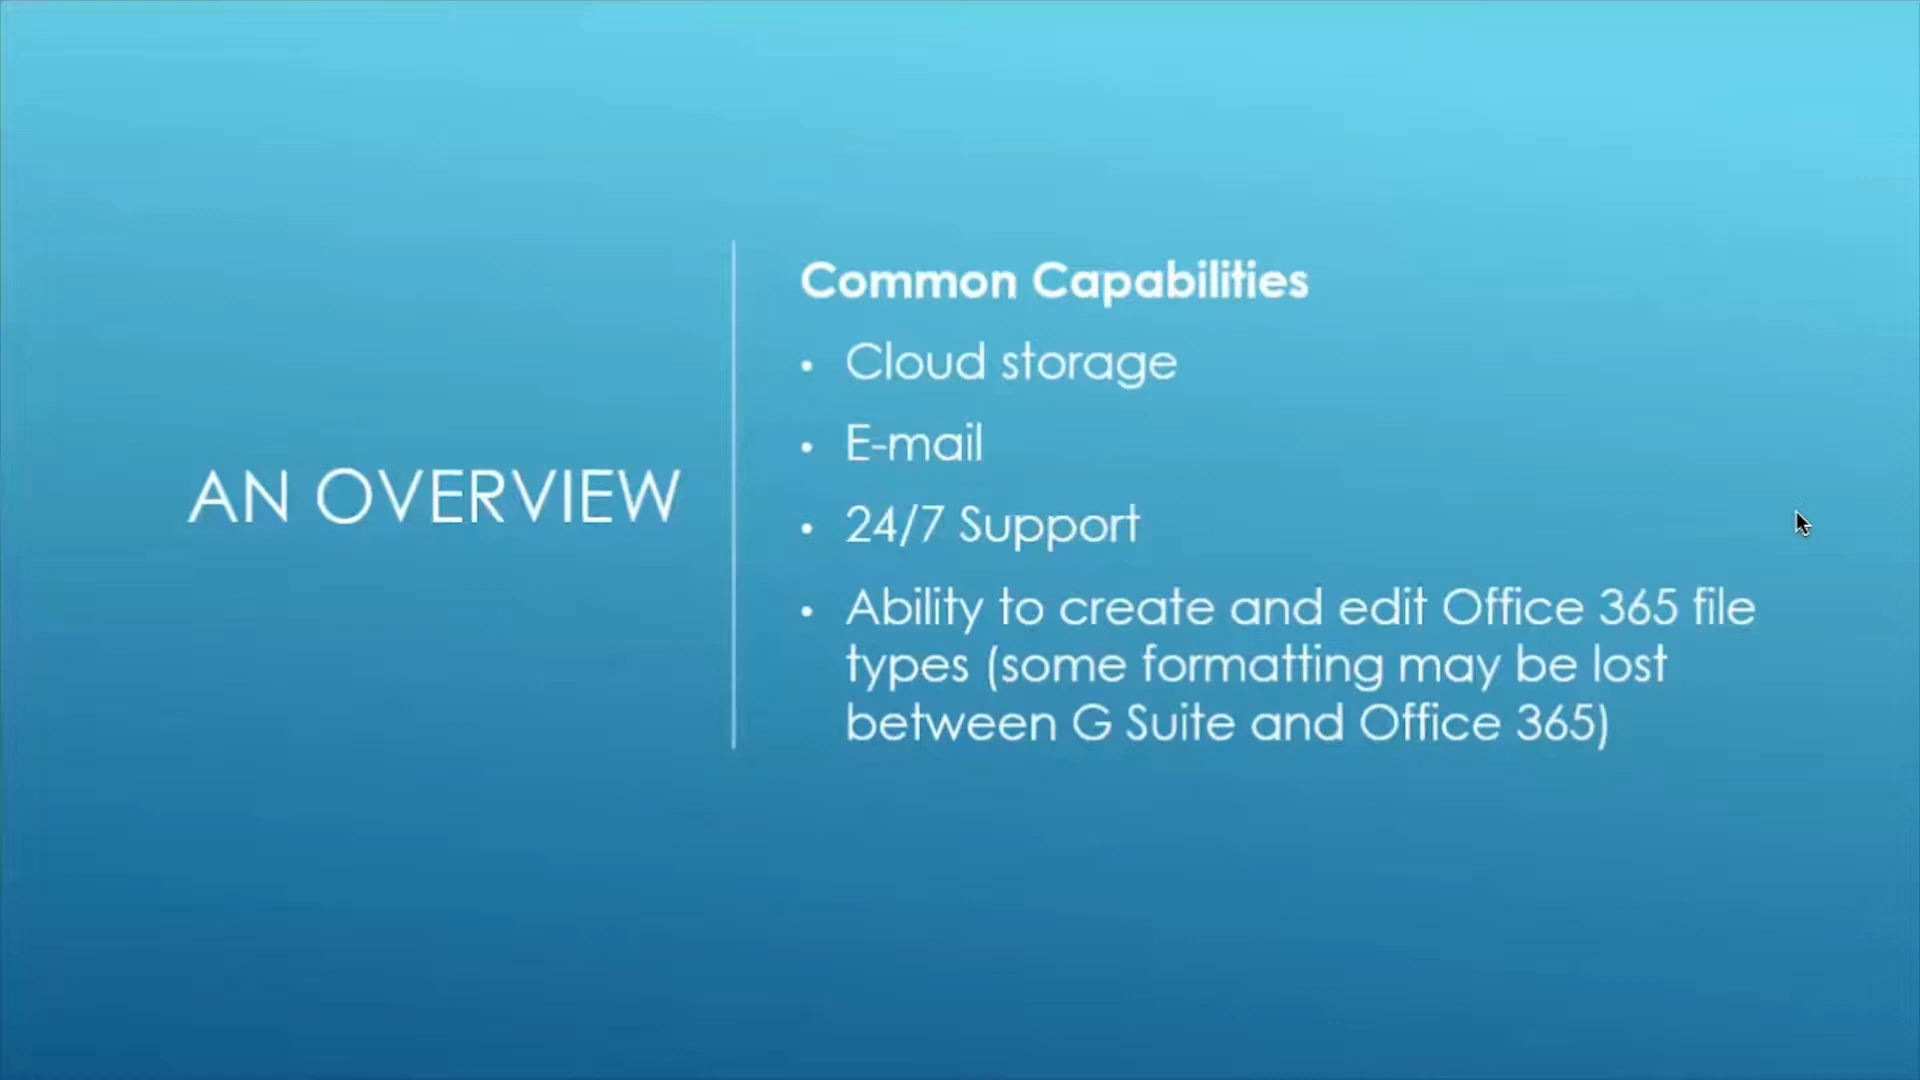 AN OVERVIEW
Common Capabilities
• Cloud storage
• E-mail
• 24/7 Support
• Ability to create and edit Office 365 file
types (some formatting may be lost
between G Suite and Office 365)